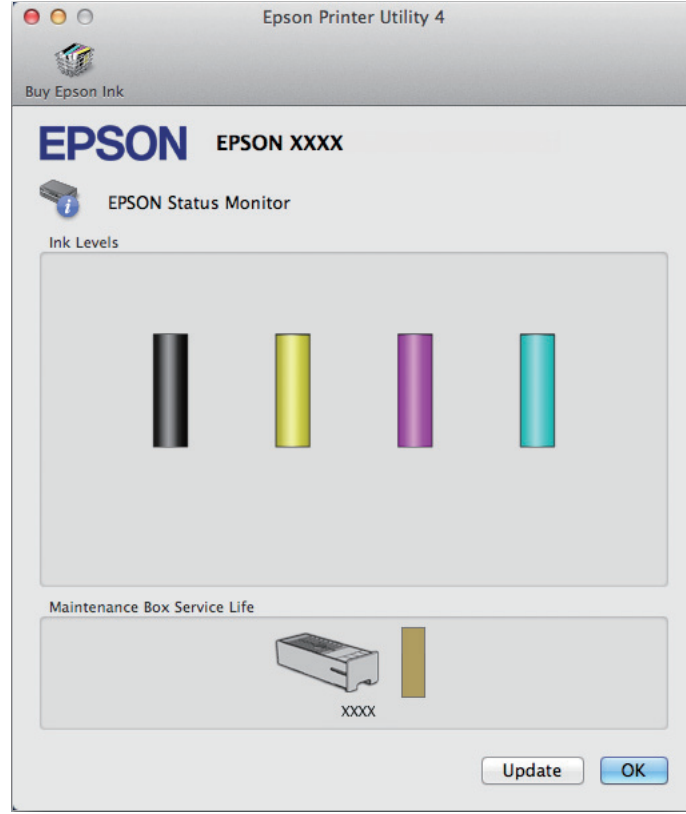 Epson Printer Utility 4
Buy Epson Ink
EPSON EPSON XXXX
EPSON Status Monitor
Ink Levels
Maintenance Box Service Life
XXXX
Update OK